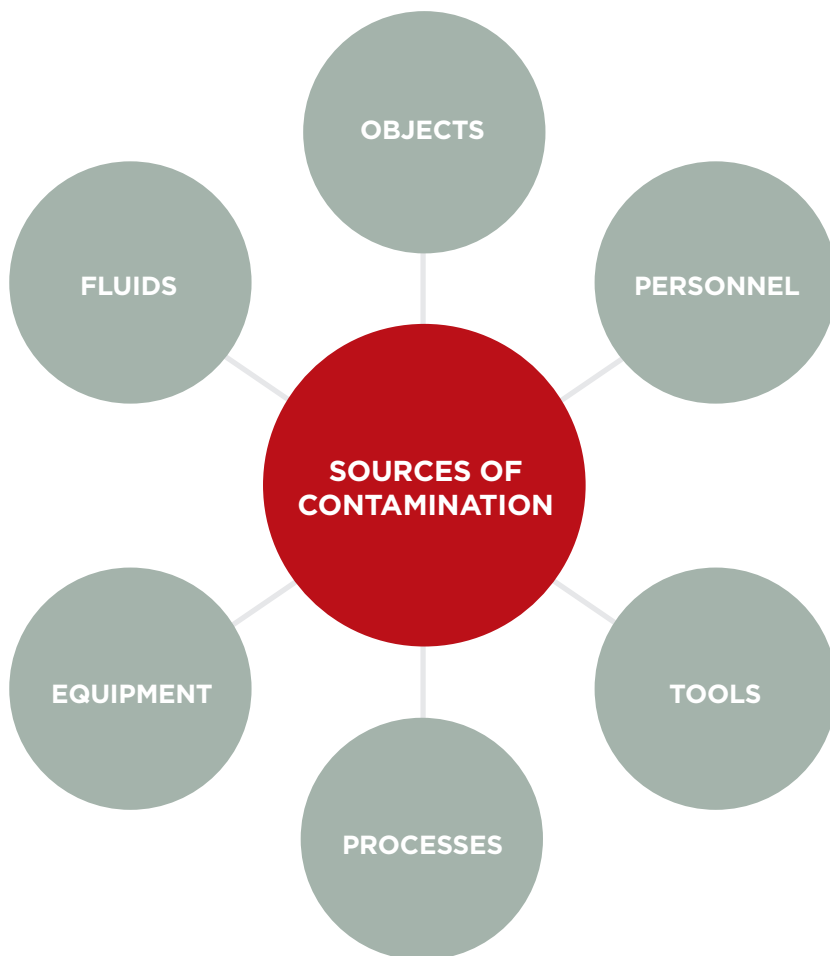 OBJECTS
FLUIDS
PERSONNEL
SOURCES OF
CONTAMINATION
EQUIPMENT
TOOLS
PROCESSES